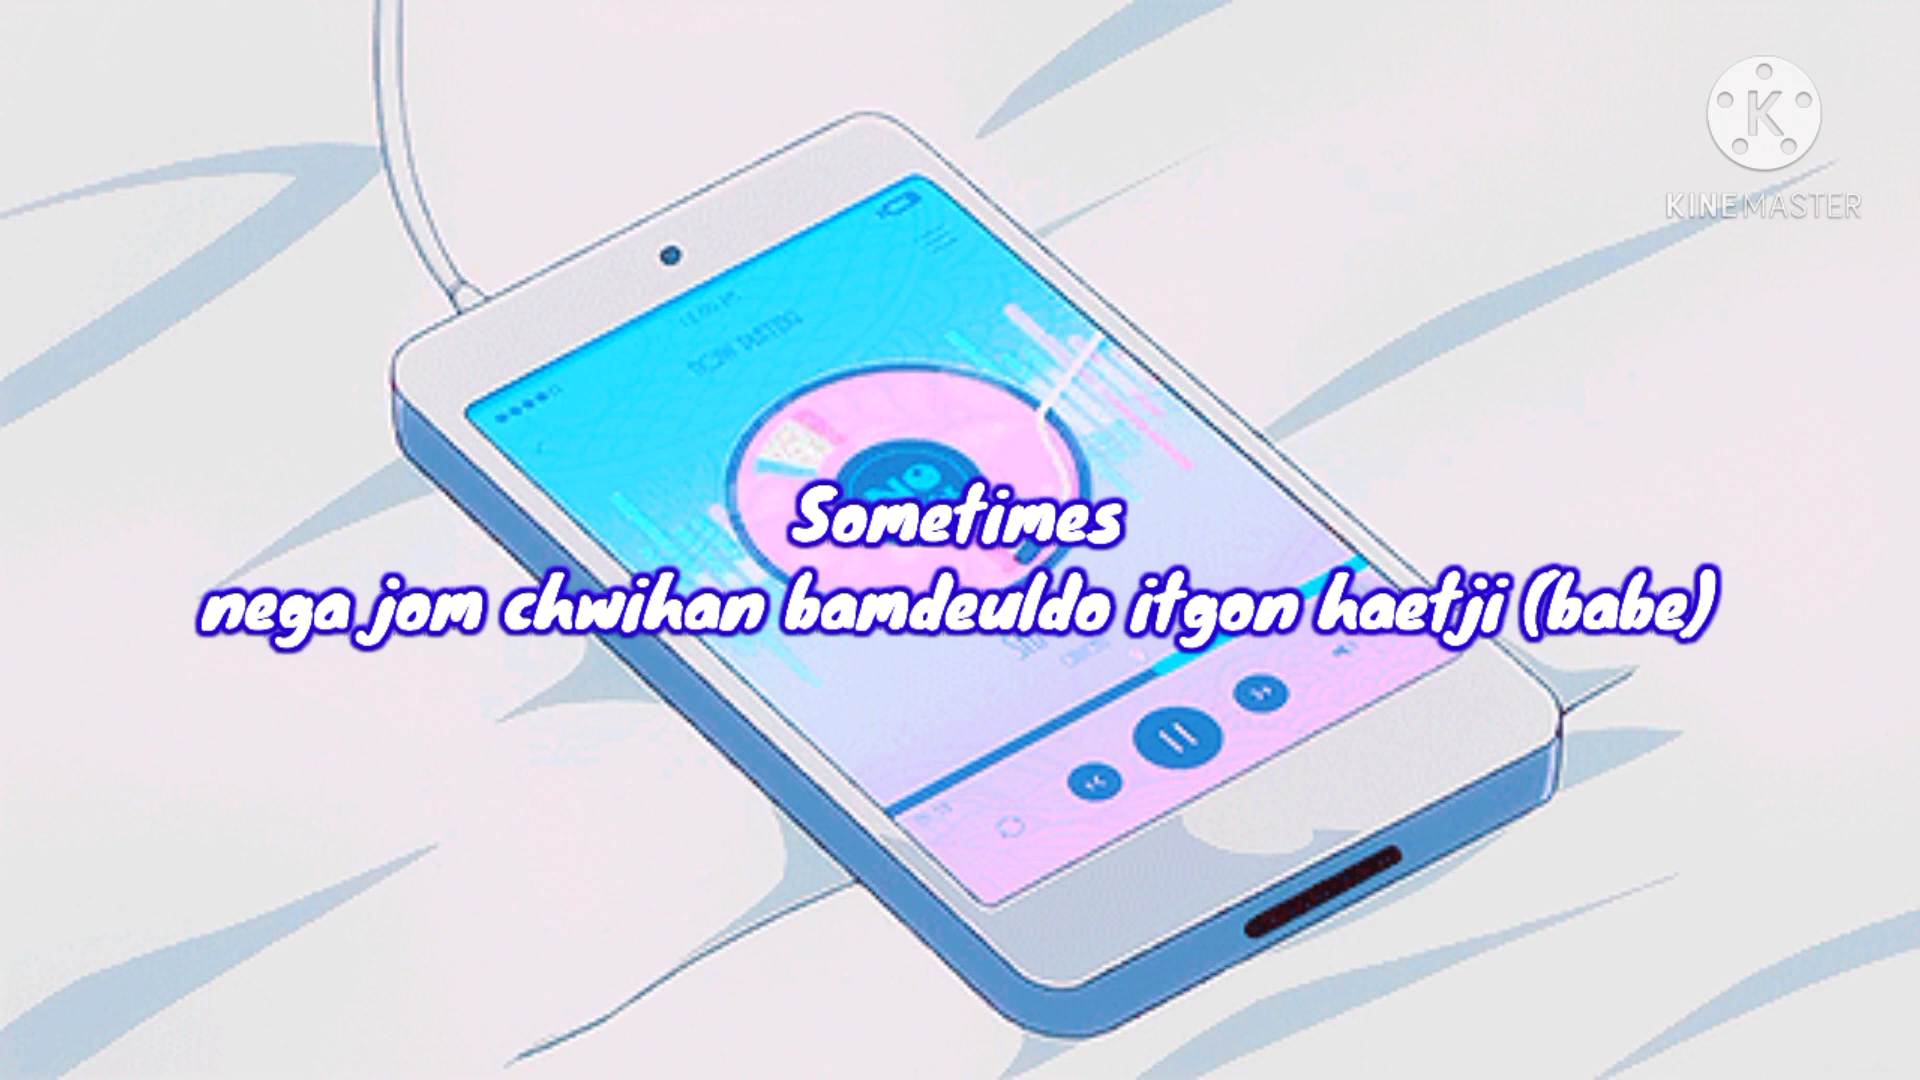 KINEMASTER
Sometimes
nega jom chwihan bamdeuldo itgon haetji (babe)